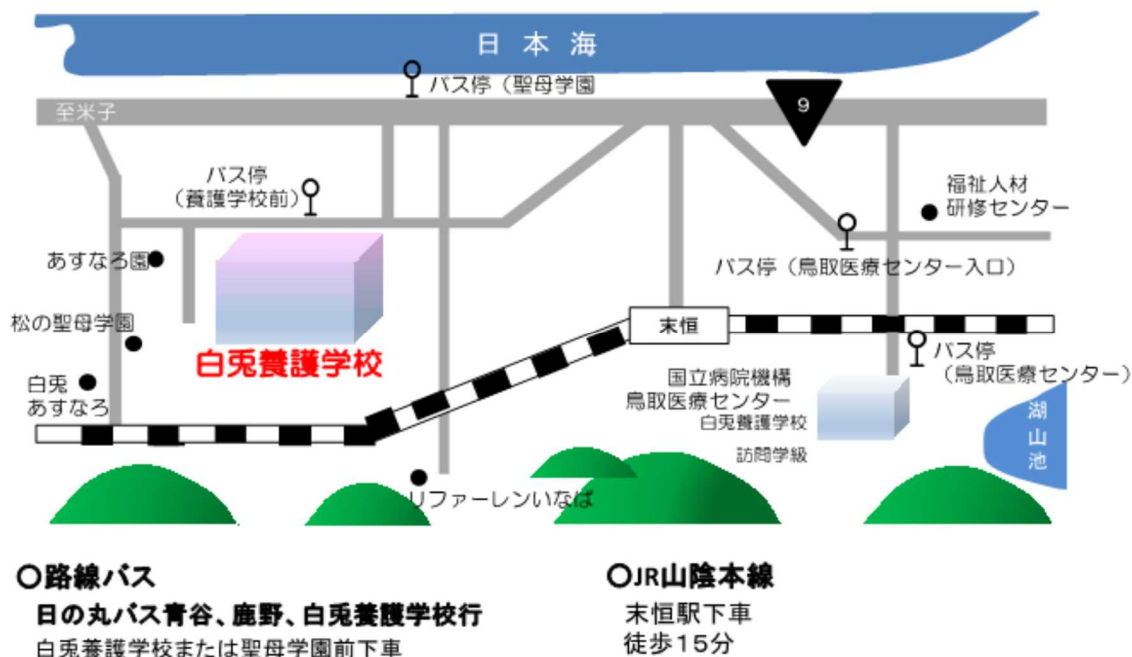 日本海
バス停（聖母学園
至米子
9
バス停
（養護学校前）
福祉人材
研修センター
あすなろ園
バス停（鳥取医療センター入口）
松の聖母学園
末恒
白兎養護学校
バス停
（鳥取医療センター）
白兎
あすなろ
国立病院機構
鳥取医療センター
白兎養護学校
訪問学級
湖山池
リファーレンいなば
○路線バス
日の丸バス青谷、鹿野、白兎養護学校行
白兎養護学校または聖母学園前下車
○JR山陰本線
末恒駅下車
徒歩15分